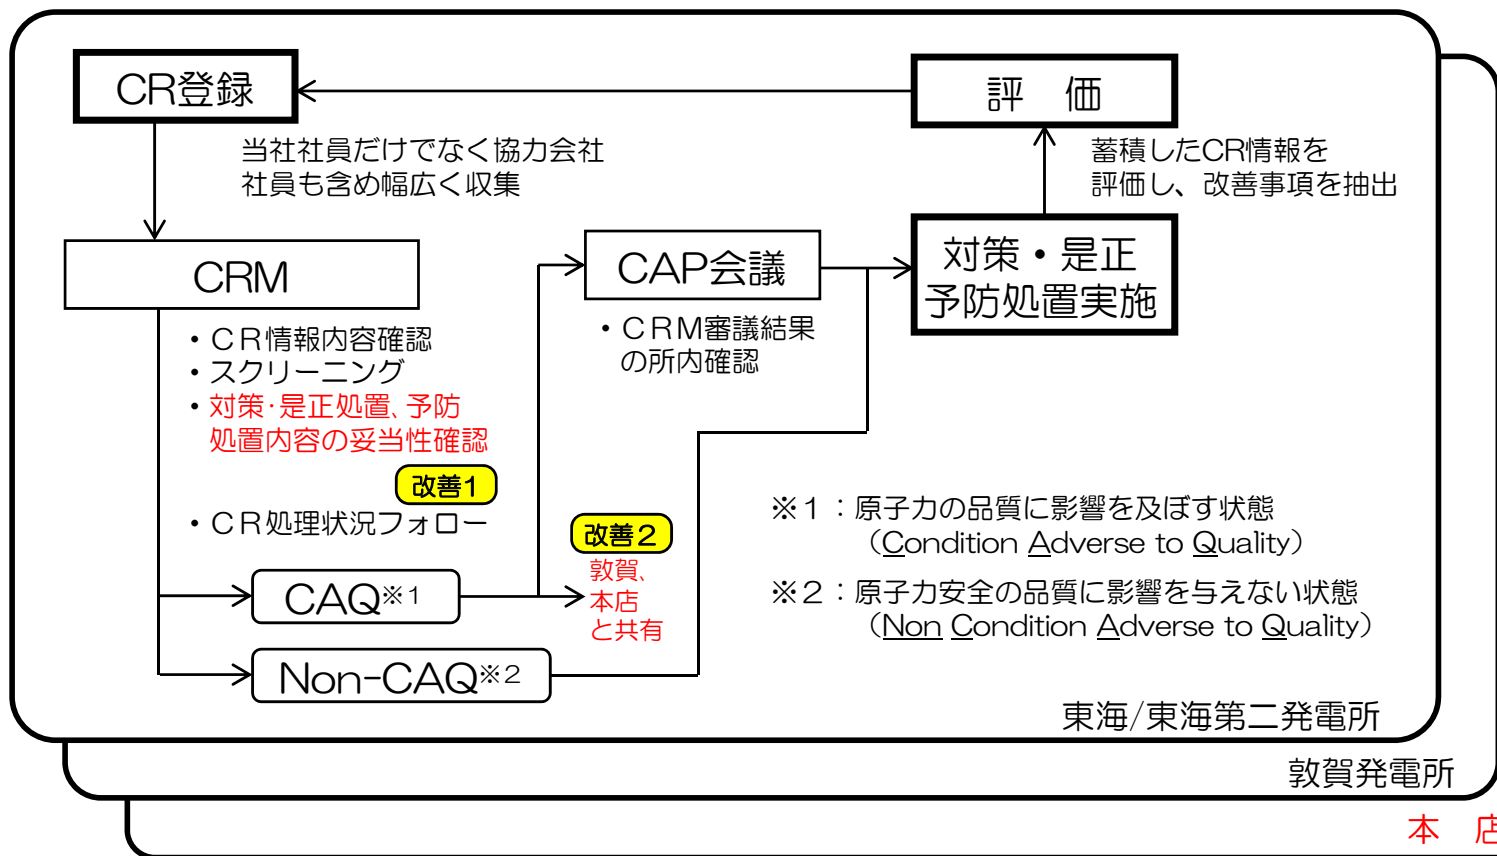 CR登録
評　価
当社社員だけでなく協力会社
社員も含め幅広く収集
蓄積したCR情報を
評価し、改善事項を抽出
CRM
CAP会議
対策・是正
予防処置実施
・ＣＲ情報内容確認
・スクリーニング
・対策・是正処置、予防
処置内容の妥当性確認
改善1
・ＣＲ処理状況フォロー
・ＣＲＭ審議結果
の所内確認
改善２
敦賀、
本店
と共有
CAQ※1
Non-CAQ※2
※１：原子力の品質に影響を及ぼす状態
（Condition Adverse to Quality）
※２：原子力安全の品質に影響を与えない状態
（Non Condition Adverse to Quality）
東海/東海第二発電所
敦賀発電所
本　店